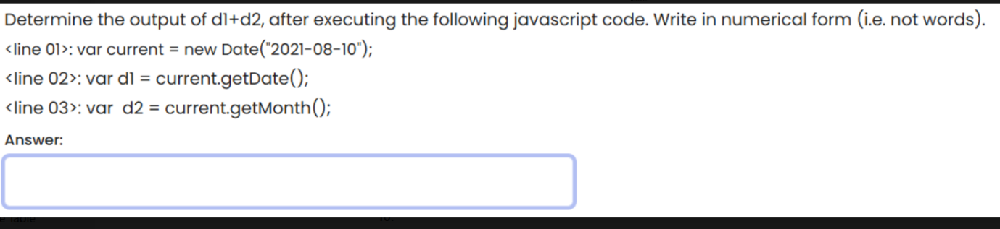 Determine the output of d1+d2, after executing the following javascript code. Write in numerical form (i.e. not words).
<line 01>: var current = new Date("2021-08-10");
<line 02>: var d1 = current.getDate();
<line 03>: var d2 = current.getMonth();
Answer: